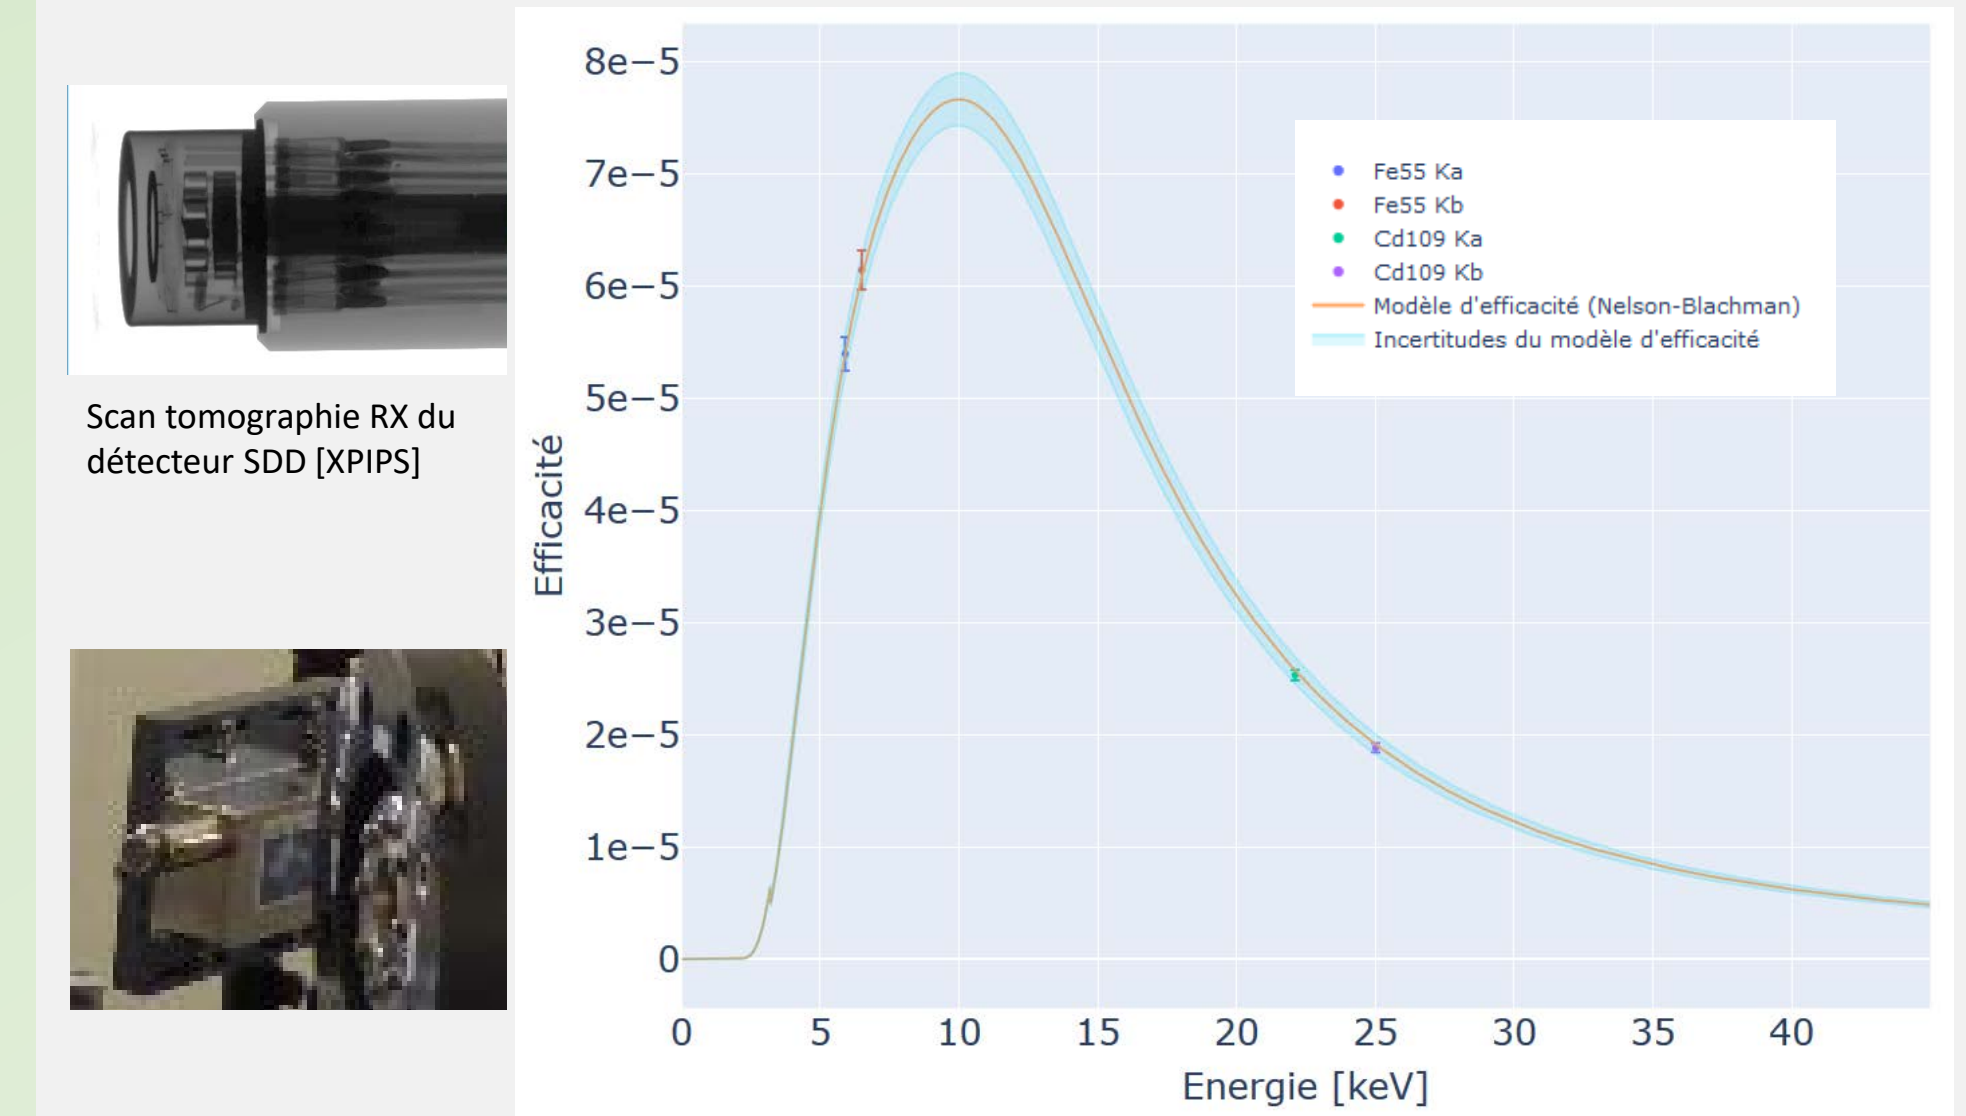 Scan tomographie RX du
détecteur SDD [XPIPS]
Efficacité
8e−5
7e−5
6e−5
5e−5
4e−5
3e−5
2e−5
1e−5
0
Fe55 Ka
Fe55 Kb
Cd109 Ka
Cd109 Kb
Modèle d'efficacité (Nelson-Blachman)
Incertitudes du modèle d'efficacité
0 5 10 15 20 25 30 35 40
Energie [keV]